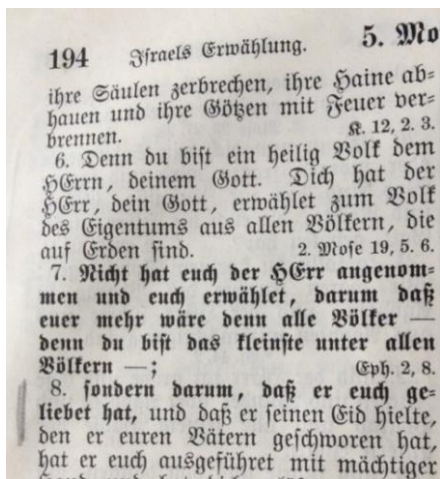 194 Israels Erwählung. 5. Mo
ihre Säulen zerbrechen, ihre Haine ab-
hauen und ihre Götzen mit Feuer ver-
brennen. K. 12, 2. 3.
6. Denn du bist ein heilig Volk dem
HErrn, deinem Gott. Dich hat der
HErr, dein Gott, erwählet zum Volk
des Eigentums aus allen Völkern, die
auf Erden sind. 2. Mose 19, 5. 6.
7. Nicht hat euch der HErr angenom-
men und euch erwählet, darum daß
euer mehr wäre denn alle Völker —
denn du bist das kleinste unter allen
Völkern —; Eph. 2, 8.
8. sondern darum, daß er euch ge-
liebet hat, und daß er seinen Eid hielte,
den er euren Vätern geschworen hat,
hat er euch ausgeführet mit mächtiger